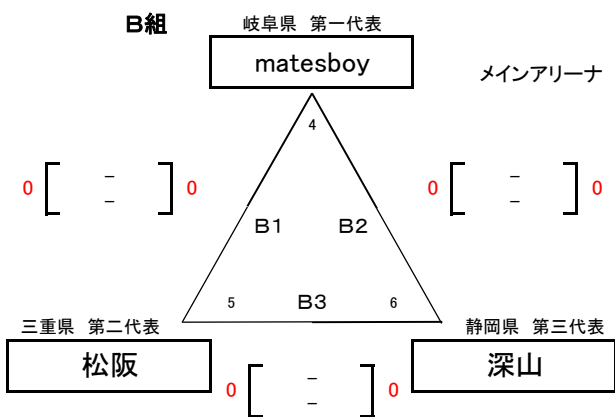 B組
岐阜県 第一代表
matesboy
メインアリーナ
4
0 [ － ] 0
－
0 [ － ] 0
－
B1
B2
5
B3
6
三重県 第二代表
静岡県 第三代表
松阪
深山
0 [ － ] 0
－